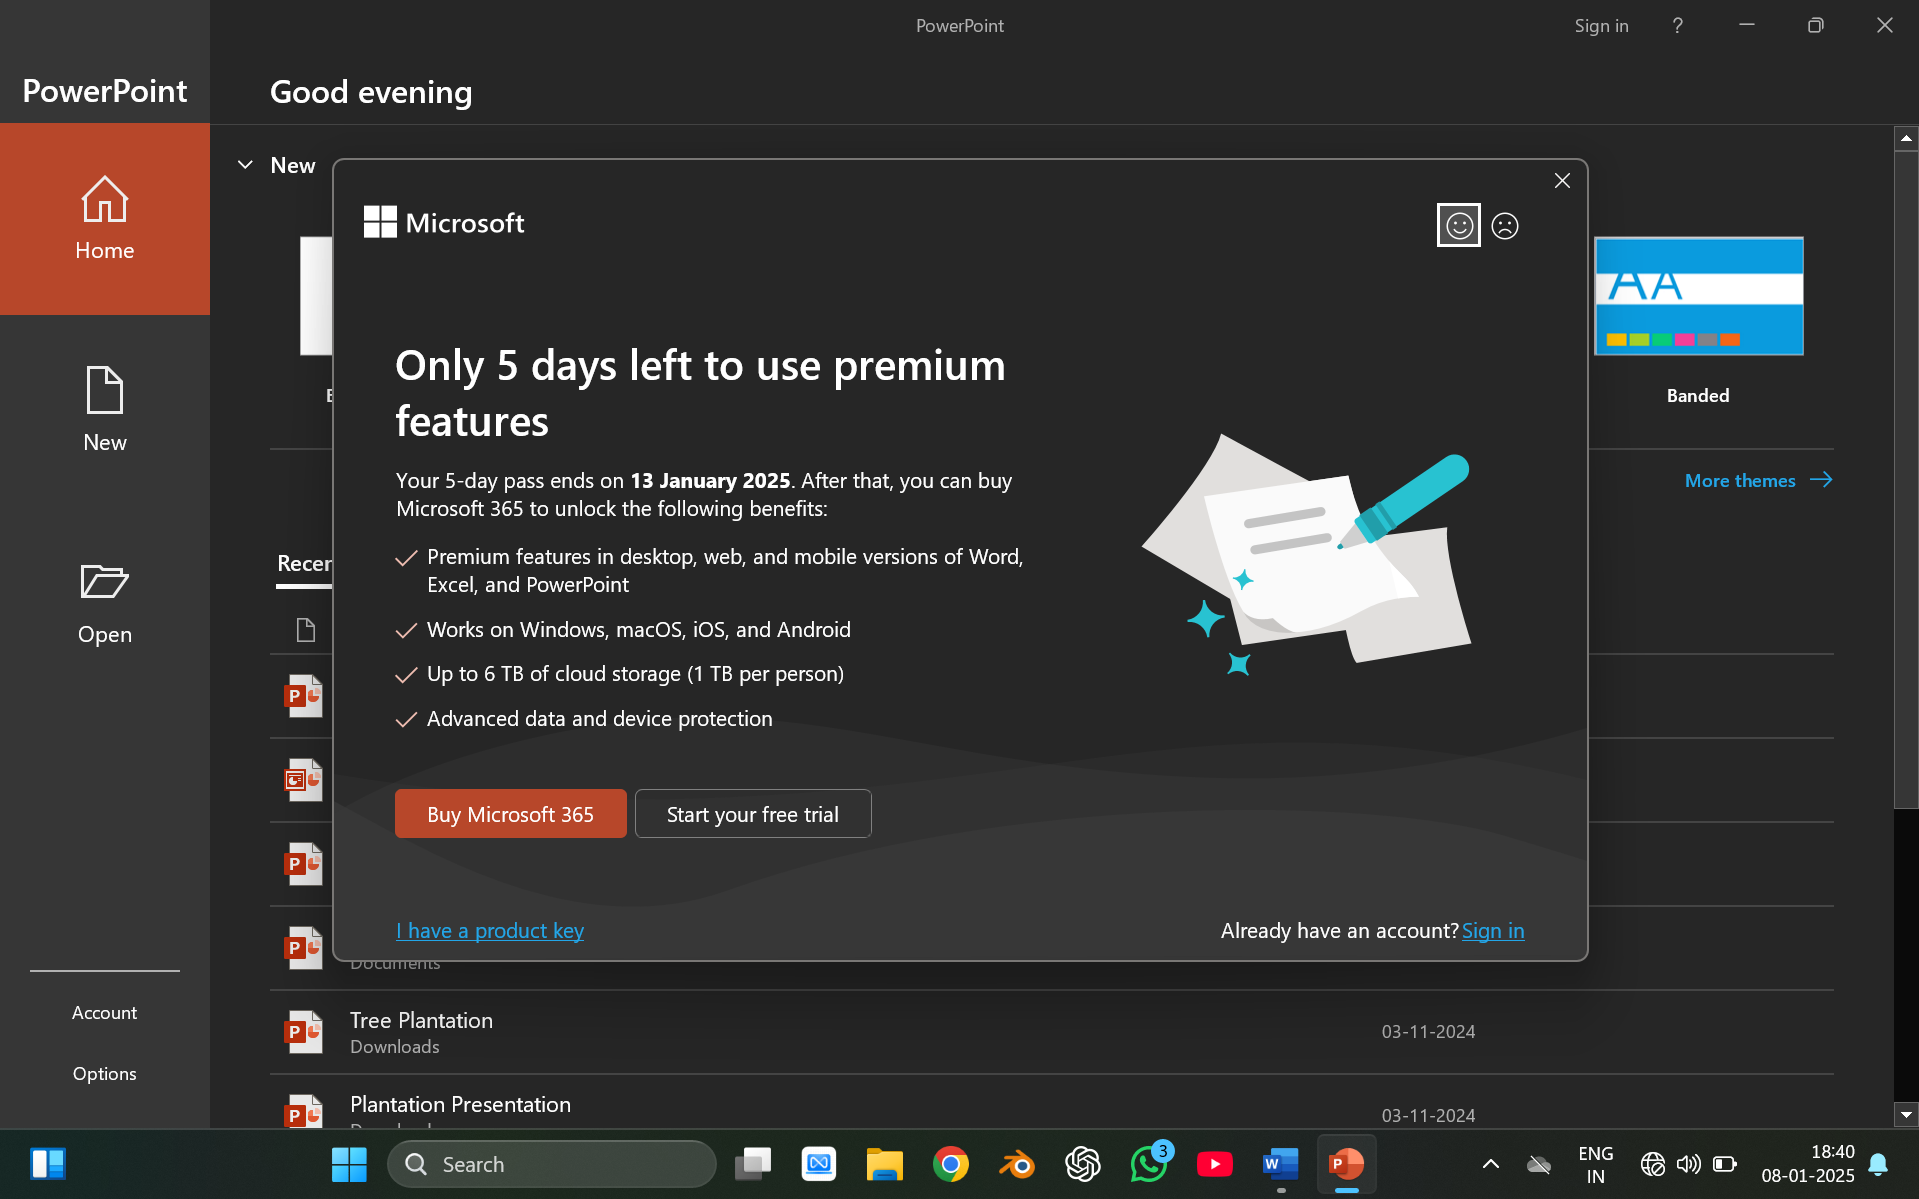 PowerPoint
Sign in
?
PowerPoint
Good evening
Home
New
Open
Account
Options
New
Microsoft
Only 5 days left to use premium
features
Your 5-day pass ends on 13 January 2025. After that, you can buy
Microsoft 365 to unlock the following benefits:
Premium features in desktop, web, and mobile versions of Word,
Excel, and PowerPoint
Works on Windows, macOS, iOS, and Android
Up to 6 TB of cloud storage (1 TB per person)
Advanced data and device protection
Buy Microsoft 365
Start your free trial
I have a product key
Already have an account? Sign in
AA
Banded
More themes
Documents
Tree Plantation
Downloads
03-11-2024
Plantation Presentation
03-11-2024
Search
3
ENG
IN
18:40
08-01-2025